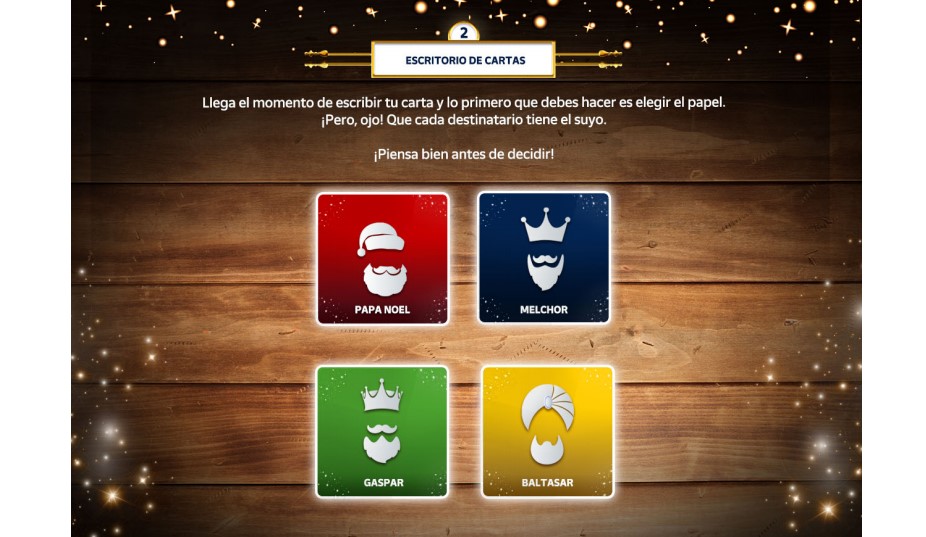 2
ESCRITORIO DE CARTAS
Llega el momento de escribir tu carta y lo primero que debes hacer es elegir el papel.
¡Pero, ojo! Que cada destinatario tiene el suyo.
¡Piensa bien antes de decidir!
PAPA NOEL
MELCHOR
GASPAR
BALTASAR